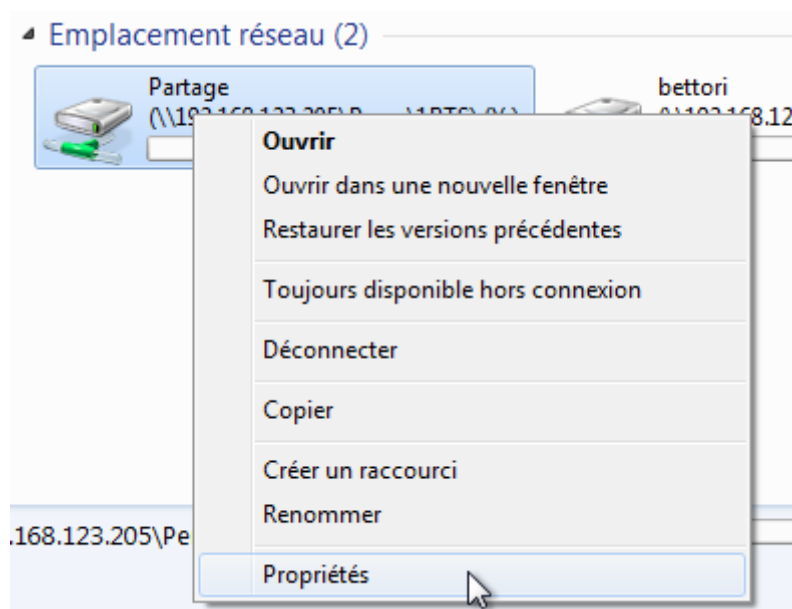 Emplacement réseau (2)
Partage
bettori
Ouvrir
Ouvrir dans une nouvelle fenêtre
Restaurer les versions précédentes
Toujours disponible hors connexion
Déconnecter
Copier
Créer un raccourci
Renommer
.168.123.205\Pe
Propriétés